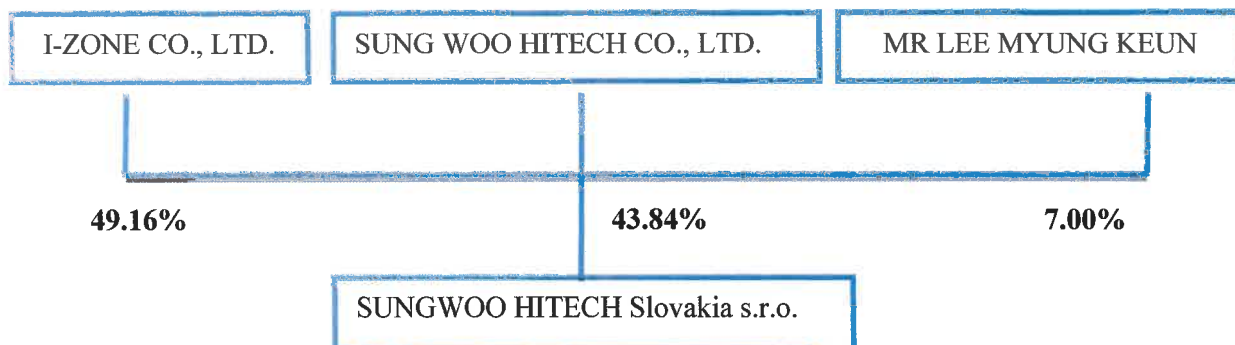 I-ZONE CO., LTD.
SUNG WOO HITECH CO., LTD.
MR LEE MYUNG KEUN
49.16%
43.84%
7.00%
SUNGWOO HITECH Slovakia s.r.o.